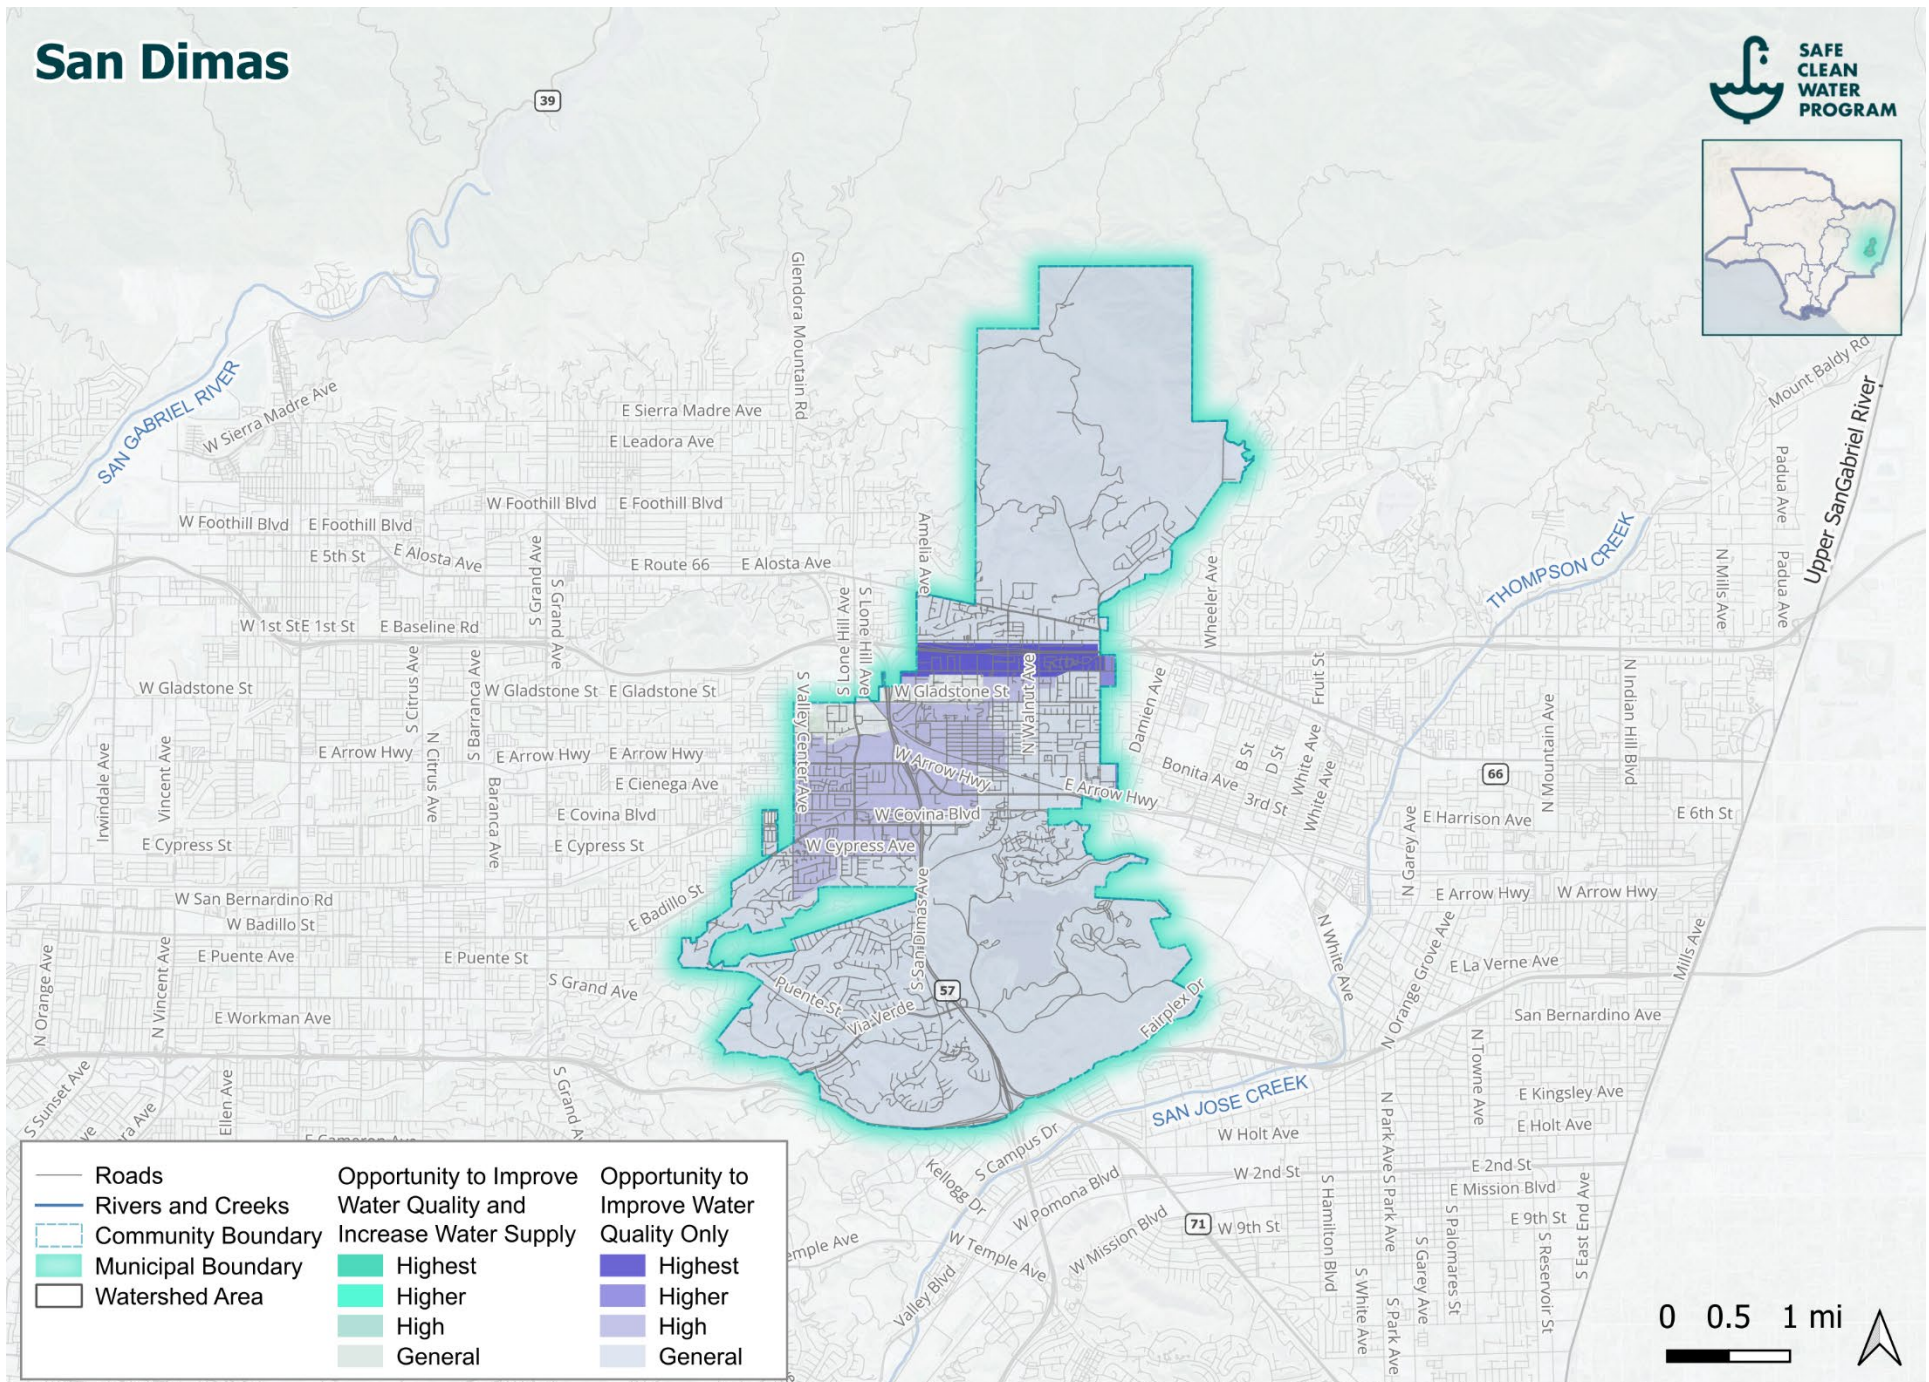 San Dimas
SAFE
CLEAN
WATER
PROGRAM
39
Glendora Mountain Rd
Mount Baldy Rd
SAN GABRIEL RIVER
W Sierra Madre Ave
E Sierra Madre Ave
E Leadora Ave
Upper SanGabriel River
Padua Ave
W Foothill Blvd
E Foothill Blvd
W Foothill Blvd
E Foothill Blvd
Amelia Ave
THOMPSON CREEK
E 5th St
E Alosta Ave
S Grand Ave
E Route 66
E Alosta Ave
Wheeler Ave
N Mills Ave
Padua Ave
S Grand Ave
S Lone Hill Ave
S Lone Hill Ave
W 1st St
E 1st St
E Baseline Rd
S Citrus Ave
S Barranca Ave
Fruit St
W Gladstone St
W Gladstone St
E Gladstone St
S Valley Center Ave
W Gladstone St
N Walnut Ave
Damien Ave
N Mountain Ave
N Indian Hill Blvd
Irwindale Ave
Vincent Ave
E Arrow Hwy
N Citrus Ave
E Arrow Hwy
E Arrow Hwy
W Arrow Hwy
B St
D St
White Ave
White Ave
E Cienega Ave
Baranca Ave
Bonita Ave
66
E Arrow Hwy
3rd St
E Covina Blvd
W Covina Blvd
E Harrison Ave
E 6th St
E Cypress St
E Cypress St
W Cypress Ave
N Garey Ave
W San Bernardino Rd
E Badillo St
S San Dimas Ave
E Arrow Hwy
W Arrow Hwy
W Badillo St
N White Ave
N Orange Grove Ave
Mills Ave
N Orange Ave
N Vincent Ave
E Puente Ave
E Puente St
E La Verne Ave
S Grand Ave
Puente St
57
Via Verde
Fairplex Dr
E Workman Ave
San Bernardino Ave
N Towne Ave
S Sunset Ave
Ellen Ave
SAN JOSE CREEK
N Park Ave
E Kingsley Ave
W Holt Ave
E Holt Ave
S Campus Dr
Kellogg Dr
W 2nd St
E 2nd St
E Mission Blvd
W Pomona Blvd
S Hamilton Blvd
S Park Ave
S Palomares St
E 9th St
S East End Ave
W Mission Blvd
71
W 9th St
W Temple Ave
S Garey Ave
S Reservoir St
Valley Blvd
S White Ave
S Park Ave
Roads
Rivers and Creeks
Community Boundary
Municipal Boundary
Watershed Area
Opportunity to Improve
Water Quality and
Increase Water Supply
Highest
Higher
High
General
Opportunity to
Improve Water
Quality Only
Highest
Higher
High
General
0 0.5 1 mi